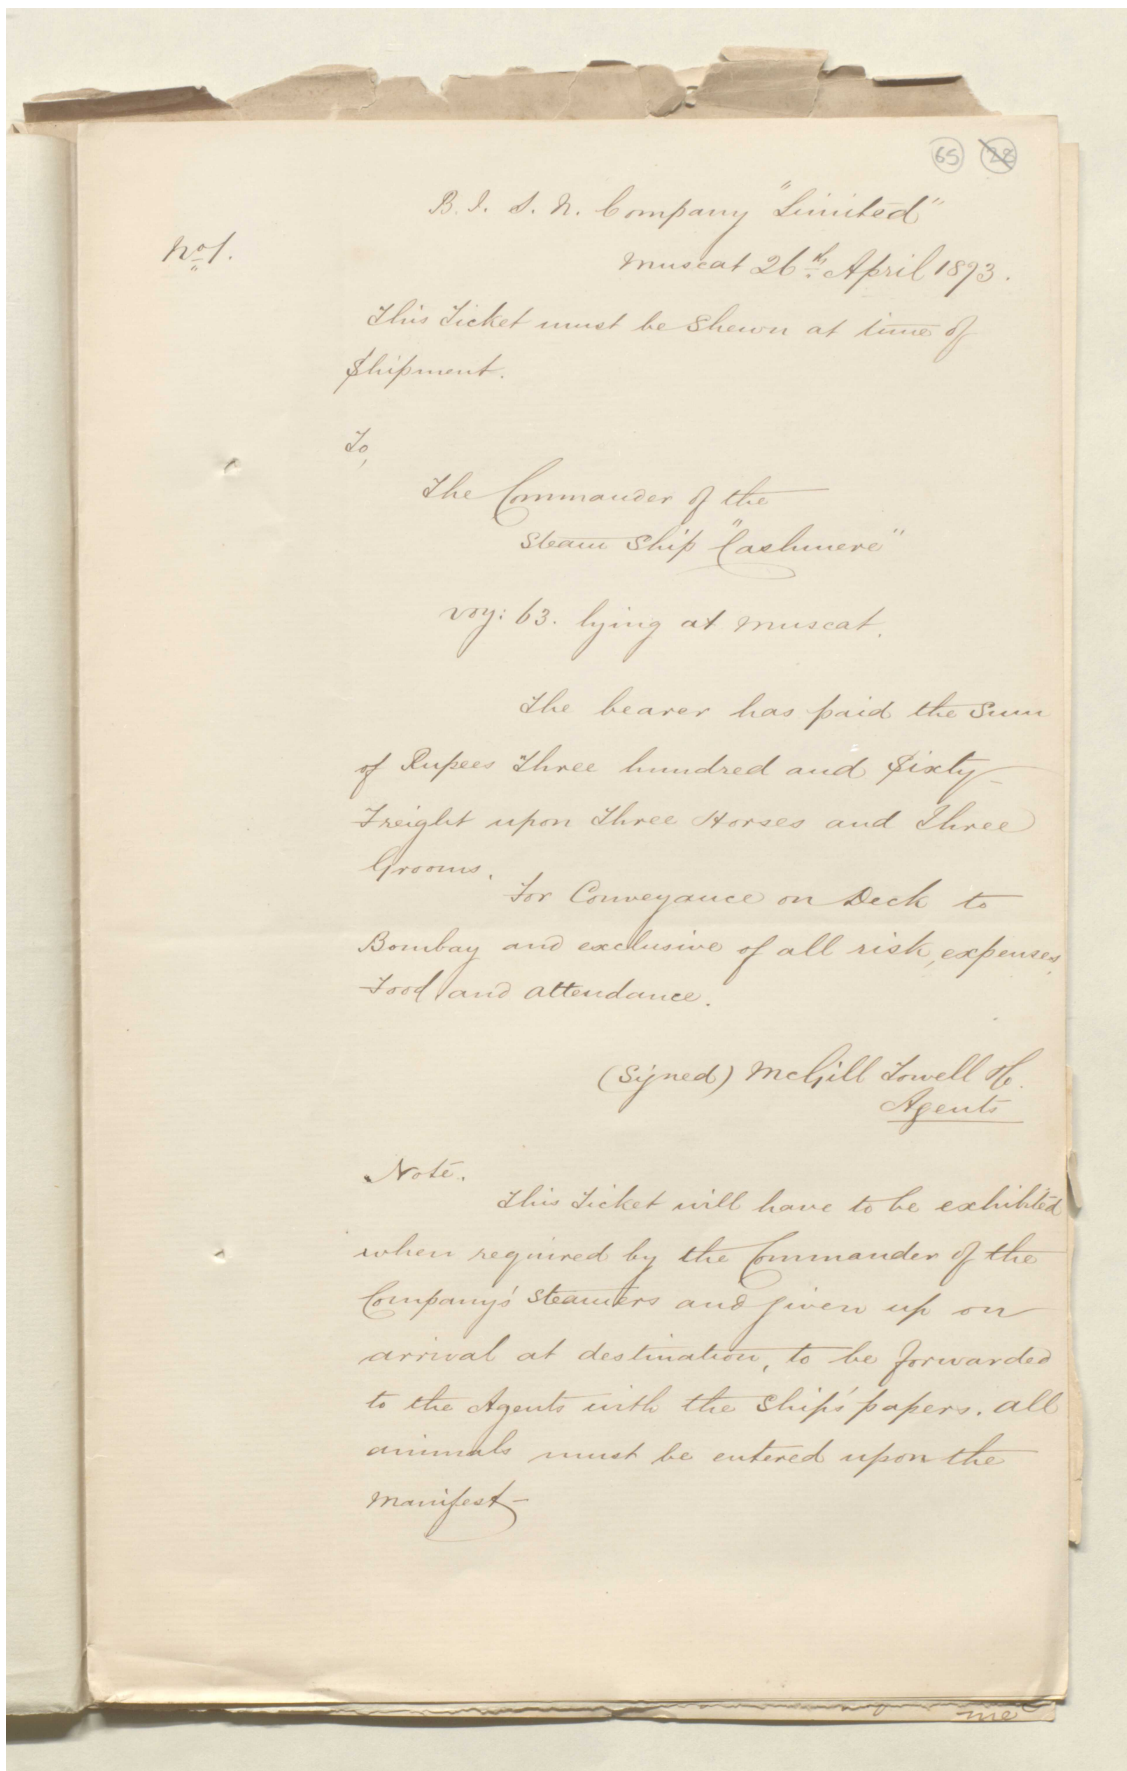 65 28
B. I. S. N. Company "Limited"
No 1.
Muscat 26th April 1893.
This Ticket must be Shewn at time of
Shipment.
To,
The Commander of the
Steam Ship "Cashmere"
voy: 63. lying at Muscat.
The bearer has paid the Sum
of Rupees Three hundred and Sixty
Freight upon Three Horses and Three
Grooms.
For Conveyance on Deck to
Bombay and exclusive of all risk, expenses,
Food and attendance.
(Signed) McGill Towell
Agents
Note.
This Ticket will have to be exhibited
when required by the Commander of the
Company's Steamers and given up on
arrival at destination, to be forwarded
to the Agents with the Ship's papers. all
animals must be entered upon the
Manifest-